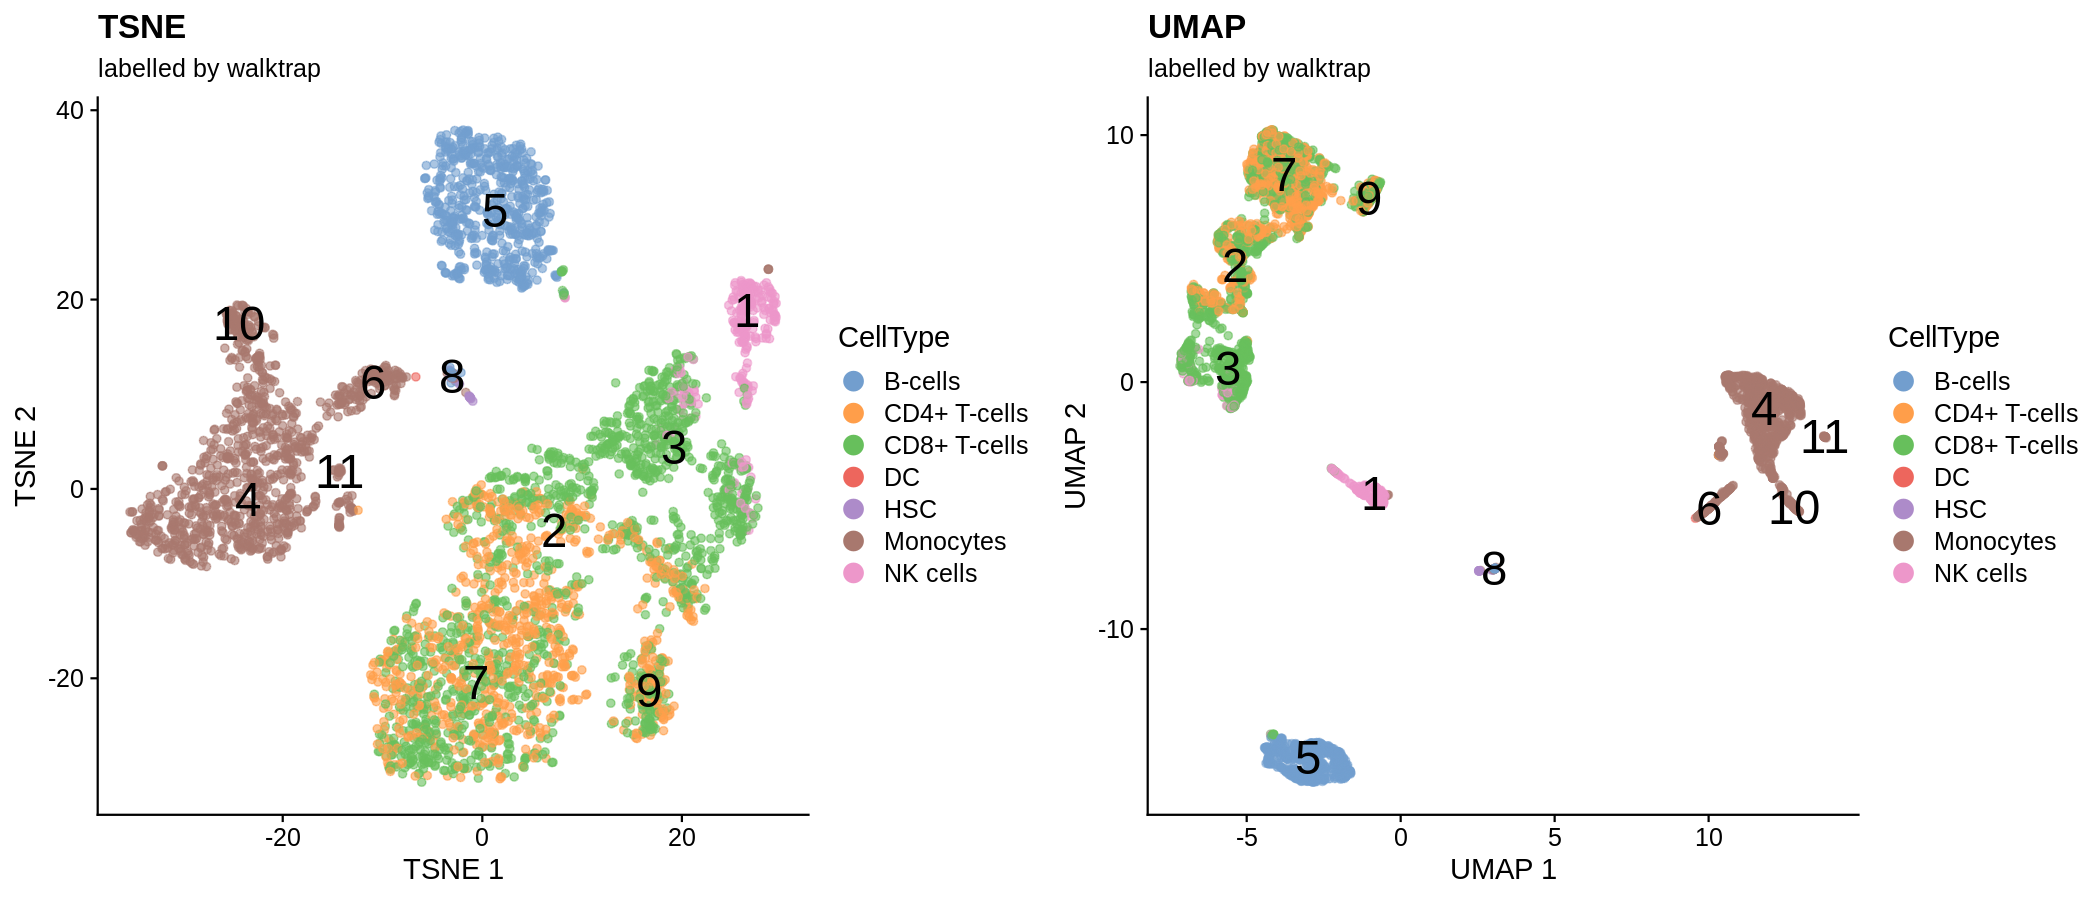 TSNE
labelled by walktrap
40
20
0
-20
TSNE 2
-20
0
20
TSNE 1
5
10
1
6
8
3
11
4
2
7
9
CellType
B-cells
CD4+ T-cells
CD8+ T-cells
DC
HSC
Monocytes
NK cells
UMAP
labelled by walktrap
10
0
-10
UMAP 2
-5
0
5
10
UMAP 1
7
9
2
3
4
11
1
6
10
8
5
CellType
B-cells
CD4+ T-cells
CD8+ T-cells
DC
HSC
Monocytes
NK cells